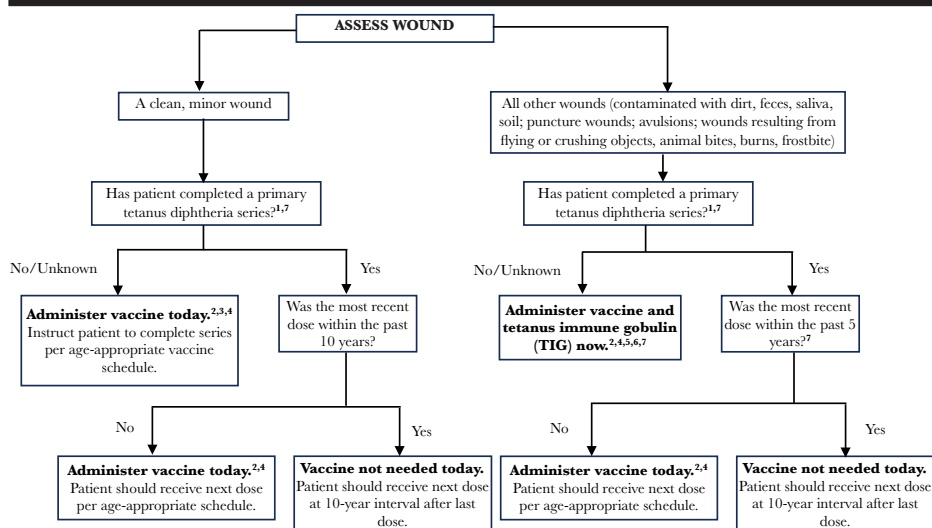 ASSESS WOUND
A clean, minor wound
All other wounds (contaminated with dirt, feces, saliva,
soil; puncture wounds; avulsions; wounds resulting from
flying or crushing objects, animal bites, burns, frostbite)
Has patient completed a primary
tetanus diphtheria series?1,7
Has patient completed a primary
tetanus diphtheria series?1,7
No/Unknown
Yes
No/Unknown
Yes
Administer vaccine today.2,3,4
Instruct patient to complete series
per age-appropriate vaccine
schedule.
Was the most recent
dose within the past
10 years?
Administer vaccine and
tetanus immune gobulin
(TIG) now.2,4,5,6,7
Was the most recent
dose within the past 5
years?7
No
Yes
No
Yes
Administer vaccine today.2,4
Patient should receive next dose
per age-appropriate schedule.
Vaccine not needed today.
Patient should receive next dose
at 10-year interval after last
dose.
Administer vaccine today.2,4
Patient should receive next dose
per age-appropriate schedule.
Vaccine not needed today.
Patient should receive next dose
at 10-year interval after last
dose.